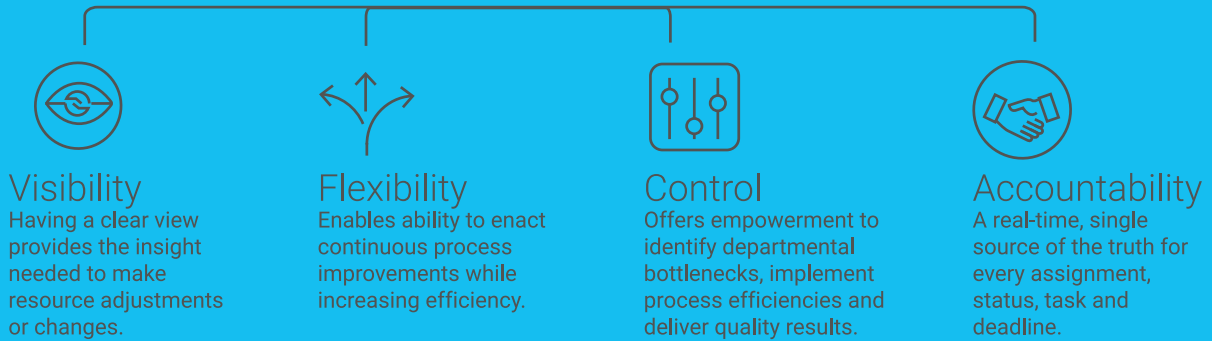 Visibility
Having a clear view
provides the insight
needed to make
resource adjustments
or changes.
Flexibility
Enables ability to enact
continuous process
improvements while
increasing efficiency.
Control
Offers empowerment to
identify departmental
bottlenecks, implement
process efficiencies and
deliver quality results.
Accountability
A real-time, single
source of the truth for
every assignment,
status, task and
deadline.